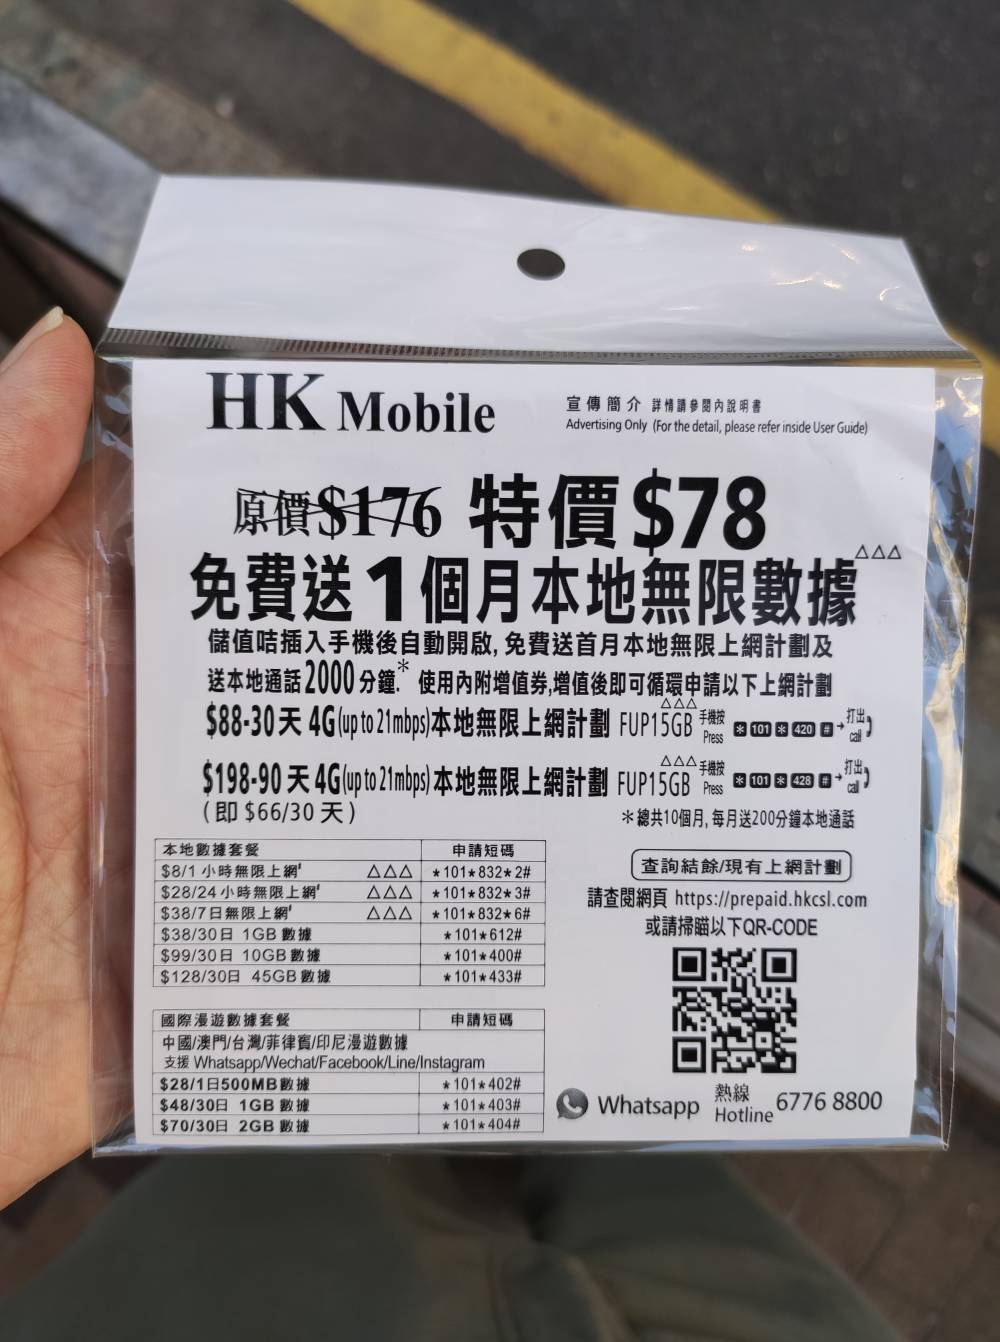 HK Mobile
宣傳簡介 詳情請參閱內說明書
Advertising Only (For the detail, please refer inside User Guide)
原價$176 特價$78
免費送1個月本地無限數據△△△
儲值咭插入手機後自動開啟, 免費送首月本地無限上網計劃及
送本地通話2000分鐘.* 使用內附增值券,增值後即可循環申請以下上網計劃
$88-30天 4G(up to 21mbps)本地無限上網計劃 FUP15GB△△△ 手機按 Press *101*420# → 打出 call
$198-90天 4G(up to 21mbps)本地無限上網計劃 FUP15GB△△△ 手機按 Press *101*428# → 打出 call
(即 $66/30天)
*總共10個月, 每月送200分鐘本地通話
本地數據套餐 申請短碼
$8/1小時無限上網' △△△ *101*832*2#
$28/24小時無限上網' △△△ *101*832*3#
$38/7日無限上網' △△△ *101*832*6#
$38/30日 1GB 數據 *101*612#
$99/30日 10GB 數據 *101*400#
$128/30日 45GB 數據 *101*433#
國際漫遊數據套餐 申請短碼
中國/澳門/台灣/菲律賓/印尼漫遊數據
支援 Whatsapp/Wechat/Facebook/Line/Instagram
$28/1日500MB數據 *101*402#
$48/30日 1GB 數據 *101*403#
$70/30日 2GB 數據 *101*404#
查詢結餘/現有上網計劃
請查閱網頁 https://prepaid.hkcsl.com
或請掃瞄以下QR-CODE
Whatsapp 熱線 Hotline 6776 8800